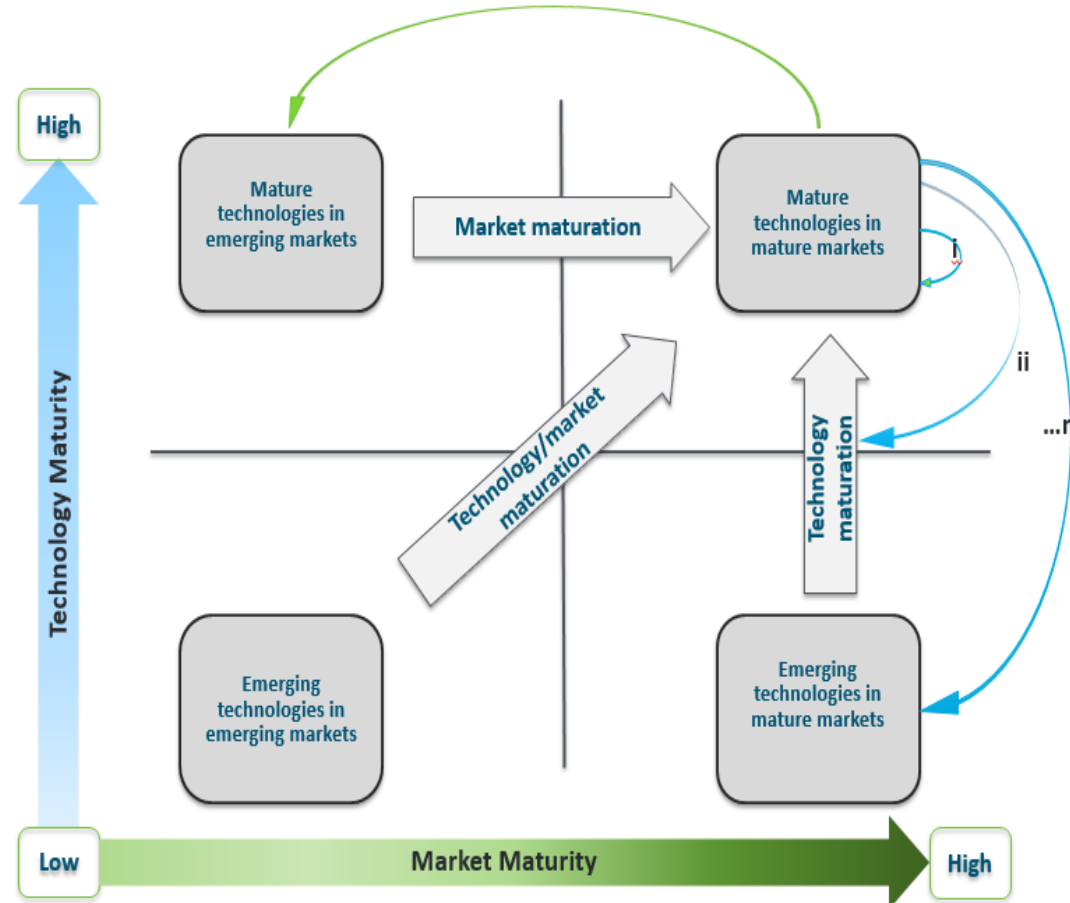 High
Mature
technologies in
emerging markets
Market maturation
Mature
technologies in
mature markets
i
ii
Technology Maturity
Technology/market
maturation
Technology
maturation
Emerging
technologies in
emerging markets
Emerging
technologies in
mature markets
Low
Market Maturity
High